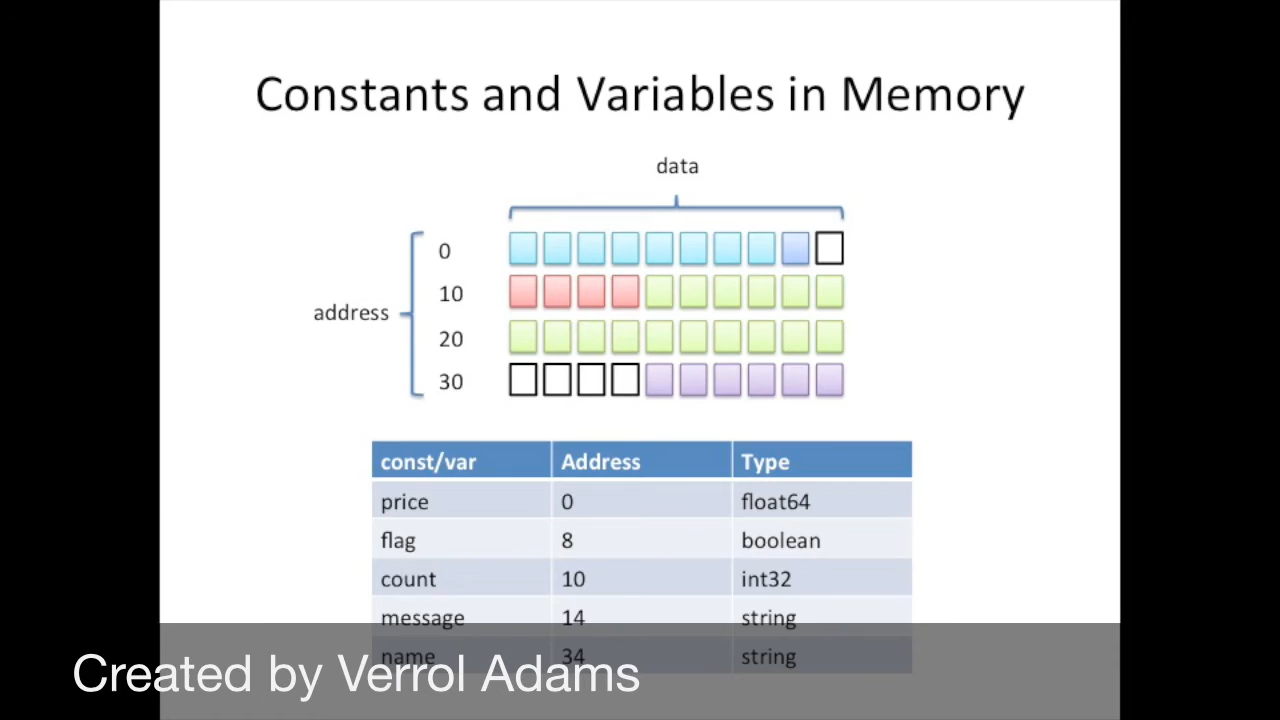 Constants and Variables in Memory
data
address
0
10
20
30
const/var Address Type
price 0 float64
flag 8 boolean
count 10 int32
message 14 string
name 34 string
Created by Verrol Adams